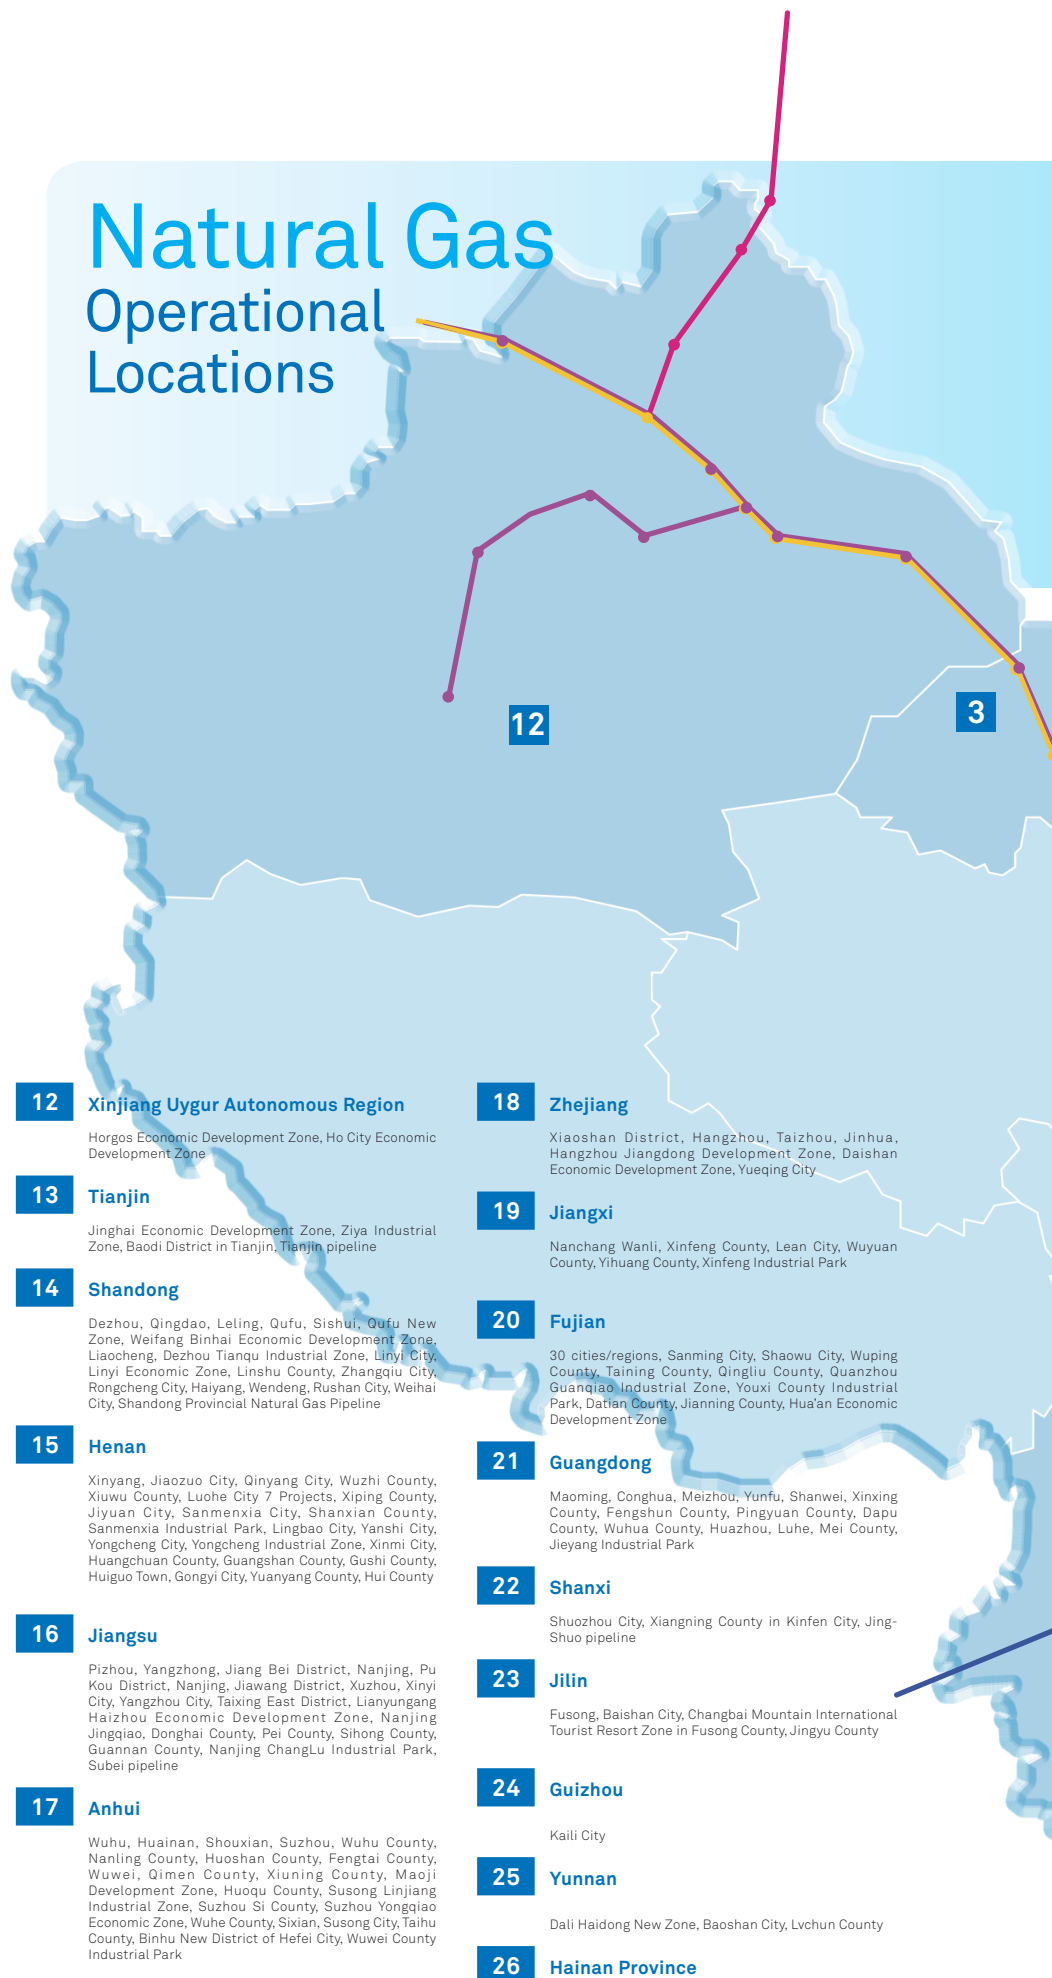 Natural Gas
Operational
Locations
12
3
12
Xinjiang Uygur Autonomous Region
Horgos Economic Development Zone, Ho City Economic
Development Zone
13
Tianjin
Jinghai Economic Development Zone, Ziya Industrial
Zone, Baodi District in Tianjin, Tianjin pipeline
14
Shandong
Dezhou, Qingdao, Leling, Qufu, Sishui, Qufu New
Zone, Weifang Binhai Economic Development Zone,
Liaocheng, Dezhou Tianqu Industrial Zone, Linyi City,
Linyi Economic Zone, Linshu County, Zhangqiu City,
Rongcheng City, Haiyang, Wendeng, Rushan City, Weihai
City, Shandong Provincial Natural Gas Pipeline
15
Henan
Xinyang, Jiaozuo City, Qinyang City, Wuzhi County,
Xiuwu County, Luohe City 7 Projects, Xiping County,
Jiyuan City, Sanmenxia City, Shanxian County,
Sanmenxia Industrial Park, Lingbao City, Yanshi City,
Yongcheng City, Yongcheng Industrial Zone, Xinmi City,
Huangchuan County, Guangshan County, Gushi County,
Huiguo Town, Gongyi City, Yuanyang County, Hui County
16
Jiangsu
Pizhou, Yangzhong, Jiang Bei District, Nanjing, Pu
Kou District, Nanjing, Jiawang District, Xuzhou, Xinyi
City, Yangzhou City, Taixing East District, Lianyungang
Haizhou Economic Development Zone, Nanjing
Jingqiao, Donghai County, Pei County, Sihong County,
Guannan County, Nanjing ChangLu Industrial Park,
Subei pipeline
17
Anhui
Wuhu, Huainan, Shouxian, Suzhou, Wuhu County,
Nanling County, Huoshan County, Fengtai County,
Wuwei, Qimen County, Xiuning County, Maoji
Development Zone, Huoqu County, Susong Linjiang
Industrial Zone, Suzhou Si County, Suzhou Yongqiao
Economic Zone, Wuhe County, Sixian, Susong City, Taihu
County, Binhu New District of Hefei City, Wuwei County
Industrial Park
18
Zhejiang
Xiaoshan District, Hangzhou, Taizhou, Jinhua,
Hangzhou Jiangdong Development Zone, Daishan
Economic Development Zone, Yueqing City
19
Jiangxi
Nanchang Wanli, Xinfeng County, Lean City, Wuyuan
County, Yihuang County, Xinfeng Industrial Park
20
Fujian
30 cities/regions, Sanming City, Shaowu City, Wuping
County, Taining County, Qingliu County, Quanzhou
Guanqiao Industrial Zone, Youxi County Industrial
Park, Datian County, Jianning County, Hua'an Economic
Development Zone
21
Guangdong
Maoming, Conghua, Meizhou, Yunfu, Shanwei, Xinxing
County, Fengshun County, Pingyuan County, Dapu
County, Wuhua County, Huazhou, Luhe, Mei County,
Jieyang Industrial Park
22
Shanxi
Shuozhou City, Xiangning County in Kinfen City, Jing-
Shuo pipeline
23
Jilin
Fusong, Baishan City, Changbai Mountain International
Tourist Resort Zone in Fusong County, Jingyu County
24
Guizhou
Kaili City
25
Yunnan
Dali Haidong New Zone, Baoshan City, Lvchun County
26
Hainan Province